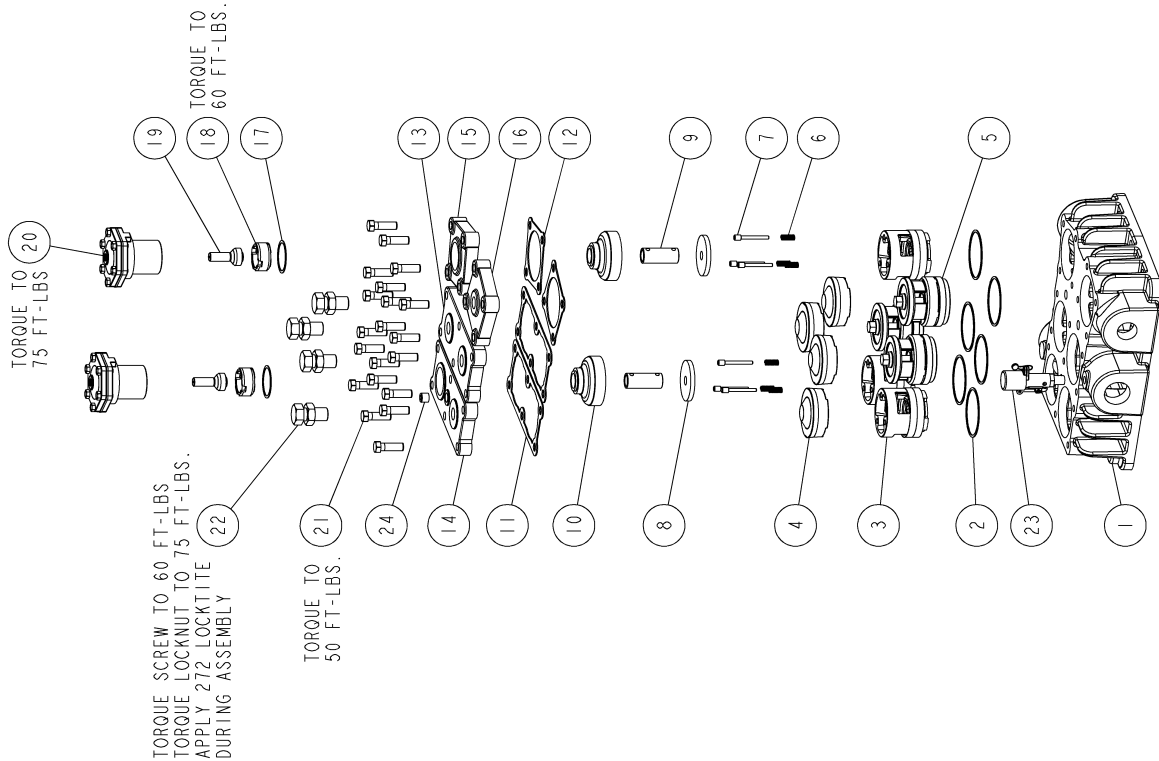 TORQUE TO
75 FT-LBS
20
19
18
17
TORQUE TO
60 FT-LBS.
13
15
16
12
9
7
6
5
TORQUE SCREW TO 60 FT-LBS
TORQUE LOCKNUT TO 75 FT-LBS.
APPLY 272 LOCKTITE
DURING ASSEMBLY
22
21
TORQUE TO
50 FT-LBS.
24
14
11
10
8
4
3
2
23
1